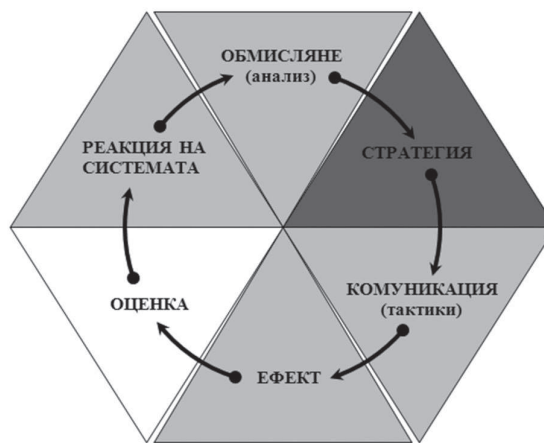 ОБМИСЛЯНЕ
(анализ)
СТРАТЕГИЯ
КОМУНИКАЦИЯ
(тактики)
ЕФЕКТ
ОЦЕНКА
РЕАКЦИЯ НА
СИСТЕМАТА